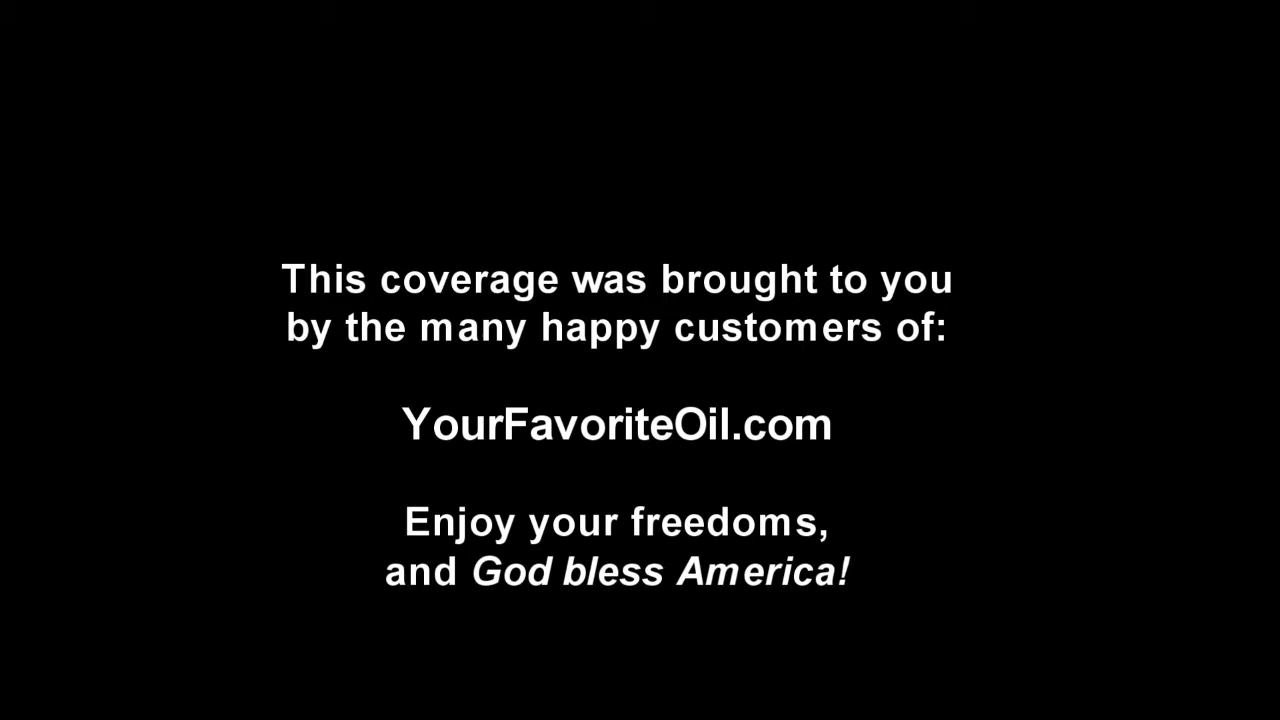 This coverage was brought to you
by the many happy customers of:
YourFavoriteOil.com
Enjoy your freedoms,
and God bless America!